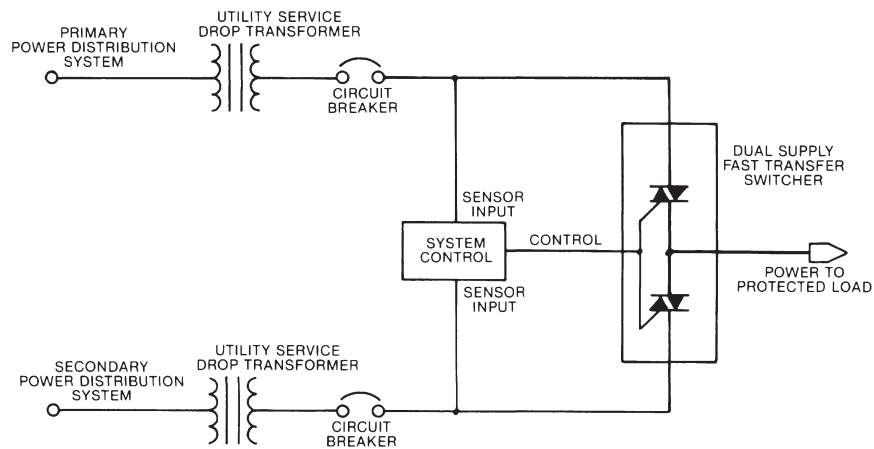 UTILITY SERVICE
DROP TRANSFORMER
PRIMARY
POWER DISTRIBUTION
SYSTEM
CIRCUIT
BREAKER
DUAL SUPPLY
FAST TRANSFER
SWITCHER
SENSOR
INPUT
SYSTEM
CONTROL
CONTROL
POWER TO
PROTECTED LOAD
SENSOR
INPUT
UTILITY SERVICE
DROP TRANSFORMER
SECONDARY
POWER DISTRIBUTION
SYSTEM
CIRCUIT
BREAKER